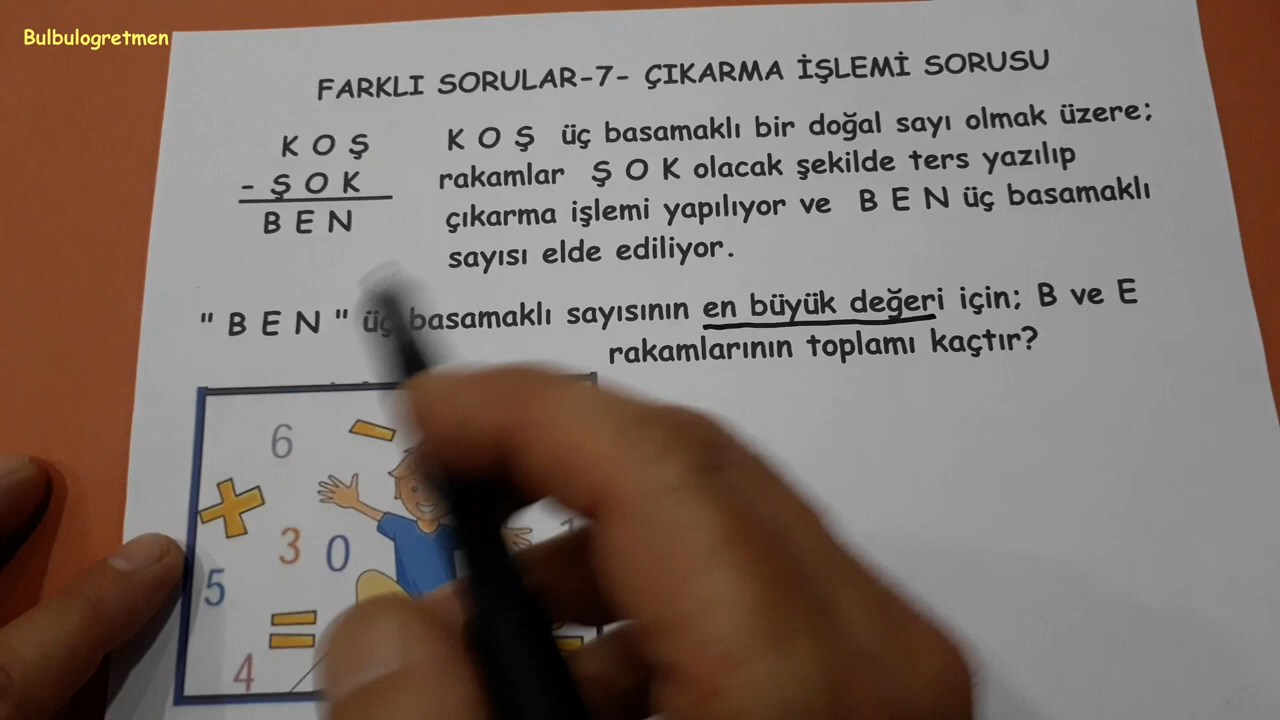 Bulbulogretmen
FARKLI SORULAR-7- ÇIKARMA İŞLEMİ SORUSU
K O Ş
- Ş O K
B E N
K O Ş üç basamaklı bir doğal sayı olmak üzere;
rakamlar Ş O K olacak şekilde ters yazılıp
çıkarma işlemi yapılıyor ve B E N üç basamaklı
sayısı elde ediliyor.
" B E N " üç basamaklı sayısının en büyük değeri için; B ve E
rakamlarının toplamı kaçtır?
6 -
+
3 0
5
=
4